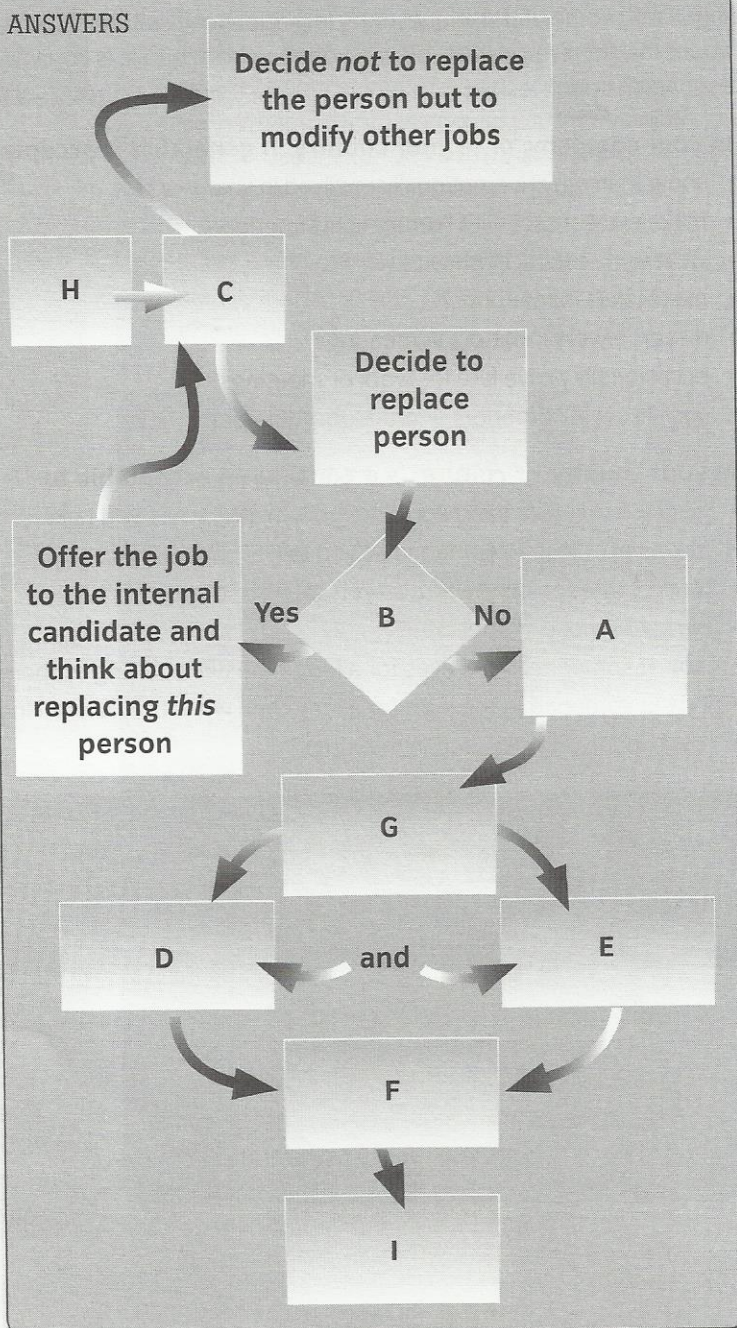 ANSWERS
Decide not to replace
the person but to
modify other jobs
H
C
Decide to
replace
person
Offer the job
to the internal
candidate and
think about
replacing this
person
Yes
B
No
A
G
D
and
E
F
I